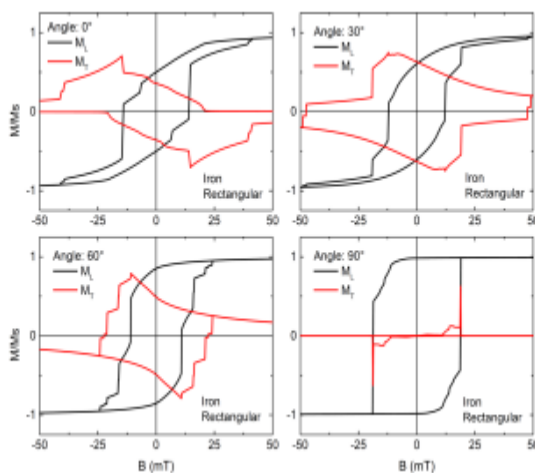 Angle: 0°
M_L
M_T
M/Ms
1
0
-1
Iron
Rectangular
-50
-25
0
25
50
Angle: 30°
M_L
M_T
Iron
Rectangular
-50
-25
0
25
50
Angle: 60°
M_L
M_T
M/Ms
1
0
-1
Iron
Rectangular
-50
-25
0
25
50
B (mT)
Angle: 90°
M_L
M_T
1
0
-1
Iron
Rectangular
-50
-25
0
25
50
B (mT)